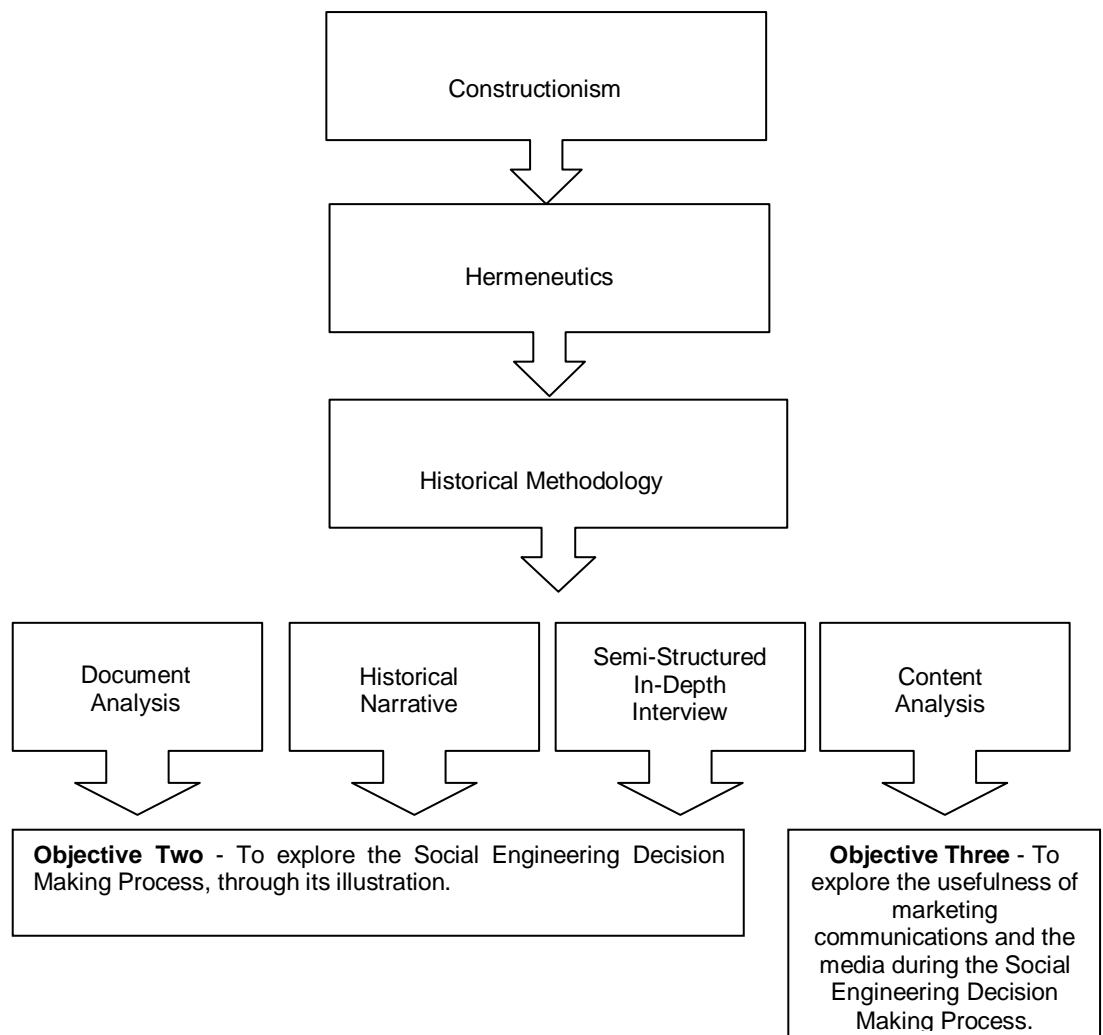 Constructionism
Hermeneutics
Historical Methodology
Document
Analysis
Historical
Narrative
Semi-Structured
In-Depth
Interview
Content
Analysis
Objective Two - To explore the Social Engineering Decision
Making Process, through its illustration.
Objective Three - To
explore the usefulness of
marketing
communications and the
media during the Social
Engineering Decision
Making Process.